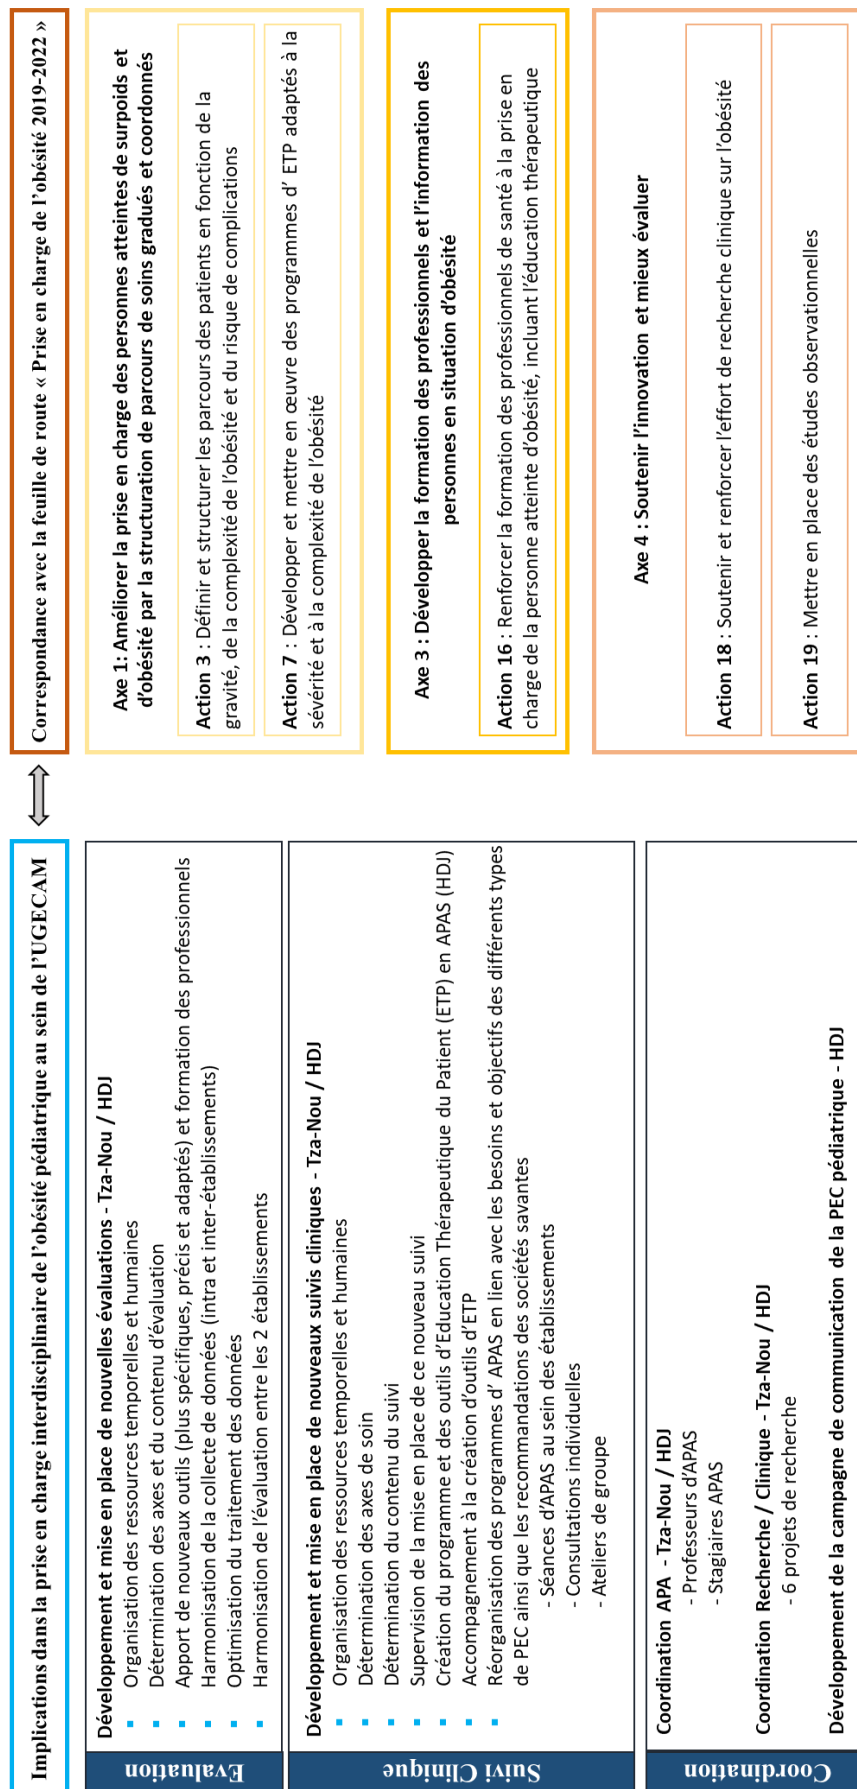 Implications dans la prise en charge interdisciplinaire de l'obésité pédiatrique au sein de l'UGECAM
Correspondance avec la feuille de route « Prise en charge de l'obésité 2019-2022 »
Evaluation
Développement et mise en place de nouvelles évaluations - Tza-Nou / HDJ
▪ Organisation des ressources temporelles et humaines
▪ Détermination des axes et du contenu d'évaluation
▪ Apport de nouveaux outils (plus spécifiques, précis et adaptés) et formation des professionnels
▪ Harmonisation de la collecte de données (intra et inter-établissements)
▪ Optimisation du traitement des données
▪ Harmonisation de l'évaluation entre les 2 établissements
Suivi Clinique
Développement et mise en place de nouveaux suivis cliniques - Tza-Nou / HDJ
▪ Organisation des ressources temporelles et humaines
▪ Détermination des axes de soin
▪ Détermination du contenu du suivi
▪ Supervision de la mise en place de ce nouveau suivi
▪ Création du programme et des outils d'Education Thérapeutique du Patient (ETP) en APAS (HDJ)
▪ Accompagnement à la création d'outils d'ETP
▪ Réorganisation des programmes d' APAS en lien avec les besoins et objectifs des différents types
de PEC ainsi que les recommandations des sociétés savantes
- Séances d'APAS au sein des établissements
- Consultations individuelles
- Ateliers de groupe
Coordination
Coordination APA - Tza-Nou / HDJ
- Professeurs d'APAS
- Stagiaires APAS
Coordination Recherche / Clinique - Tza-Nou / HDJ
- 6 projets de recherche
Développement de la campagne de communication de la PEC pédiatrique - HDJ
Axe 1: Améliorer la prise en charge des personnes atteintes de surpoids et
d'obésité par la structuration de parcours de soins gradués et coordonnés
Action 3 : Définir et structurer les parcours des patients en fonction de la
gravité, de la complexité de l'obésité et du risque de complications
Action 7 : Développer et mettre en œuvre des programmes d' ETP adaptés à la
sévérité et à la complexité de l'obésité
Axe 3 : Développer la formation des professionnels et l'information des
personnes en situation d'obésité
Action 16 : Renforcer la formation des professionnels de santé à la prise en
charge de la personne atteinte d'obésité, incluant l'éducation thérapeutique
Axe 4 : Soutenir l'innovation et mieux évaluer
Action 18 : Soutenir et renforcer l'effort de recherche clinique sur l'obésité
Action 19 : Mettre en place des études observationnelles